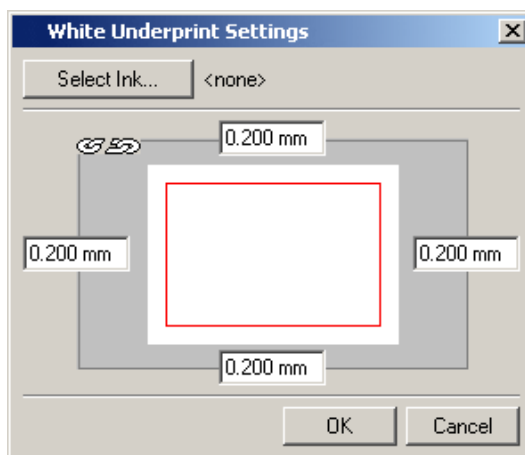 White Underprint Settings
Select Ink... <none>
0.200 mm
0.200 mm 0.200 mm
0.200 mm
OK Cancel